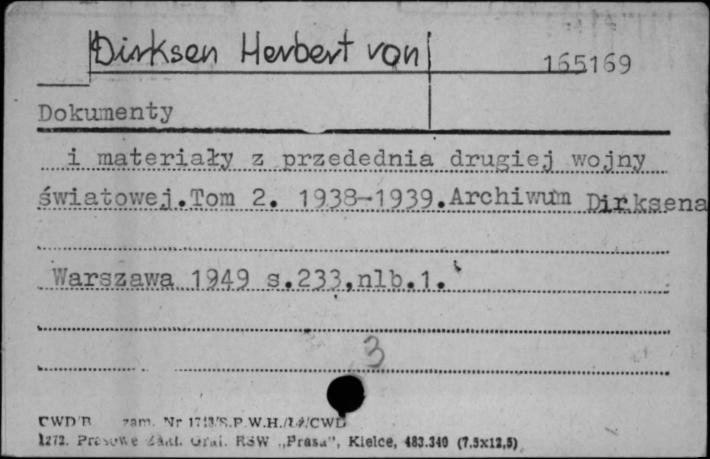 Dirksen Herbert von 165169
Dokumenty
i materiały z przedednia drugiej wojny
światowej.Tom 2. 1938-1939.Archiwum Dirksena
Warszawa 1949 s.233,nlb.1.
3
CWD/B zam. Nr 1713/S.P.W.H./ /CWD
1272. Prasowe Zakł. Graf. RSW „Prasa", Kielce, 483.340 (7.5x12,5)